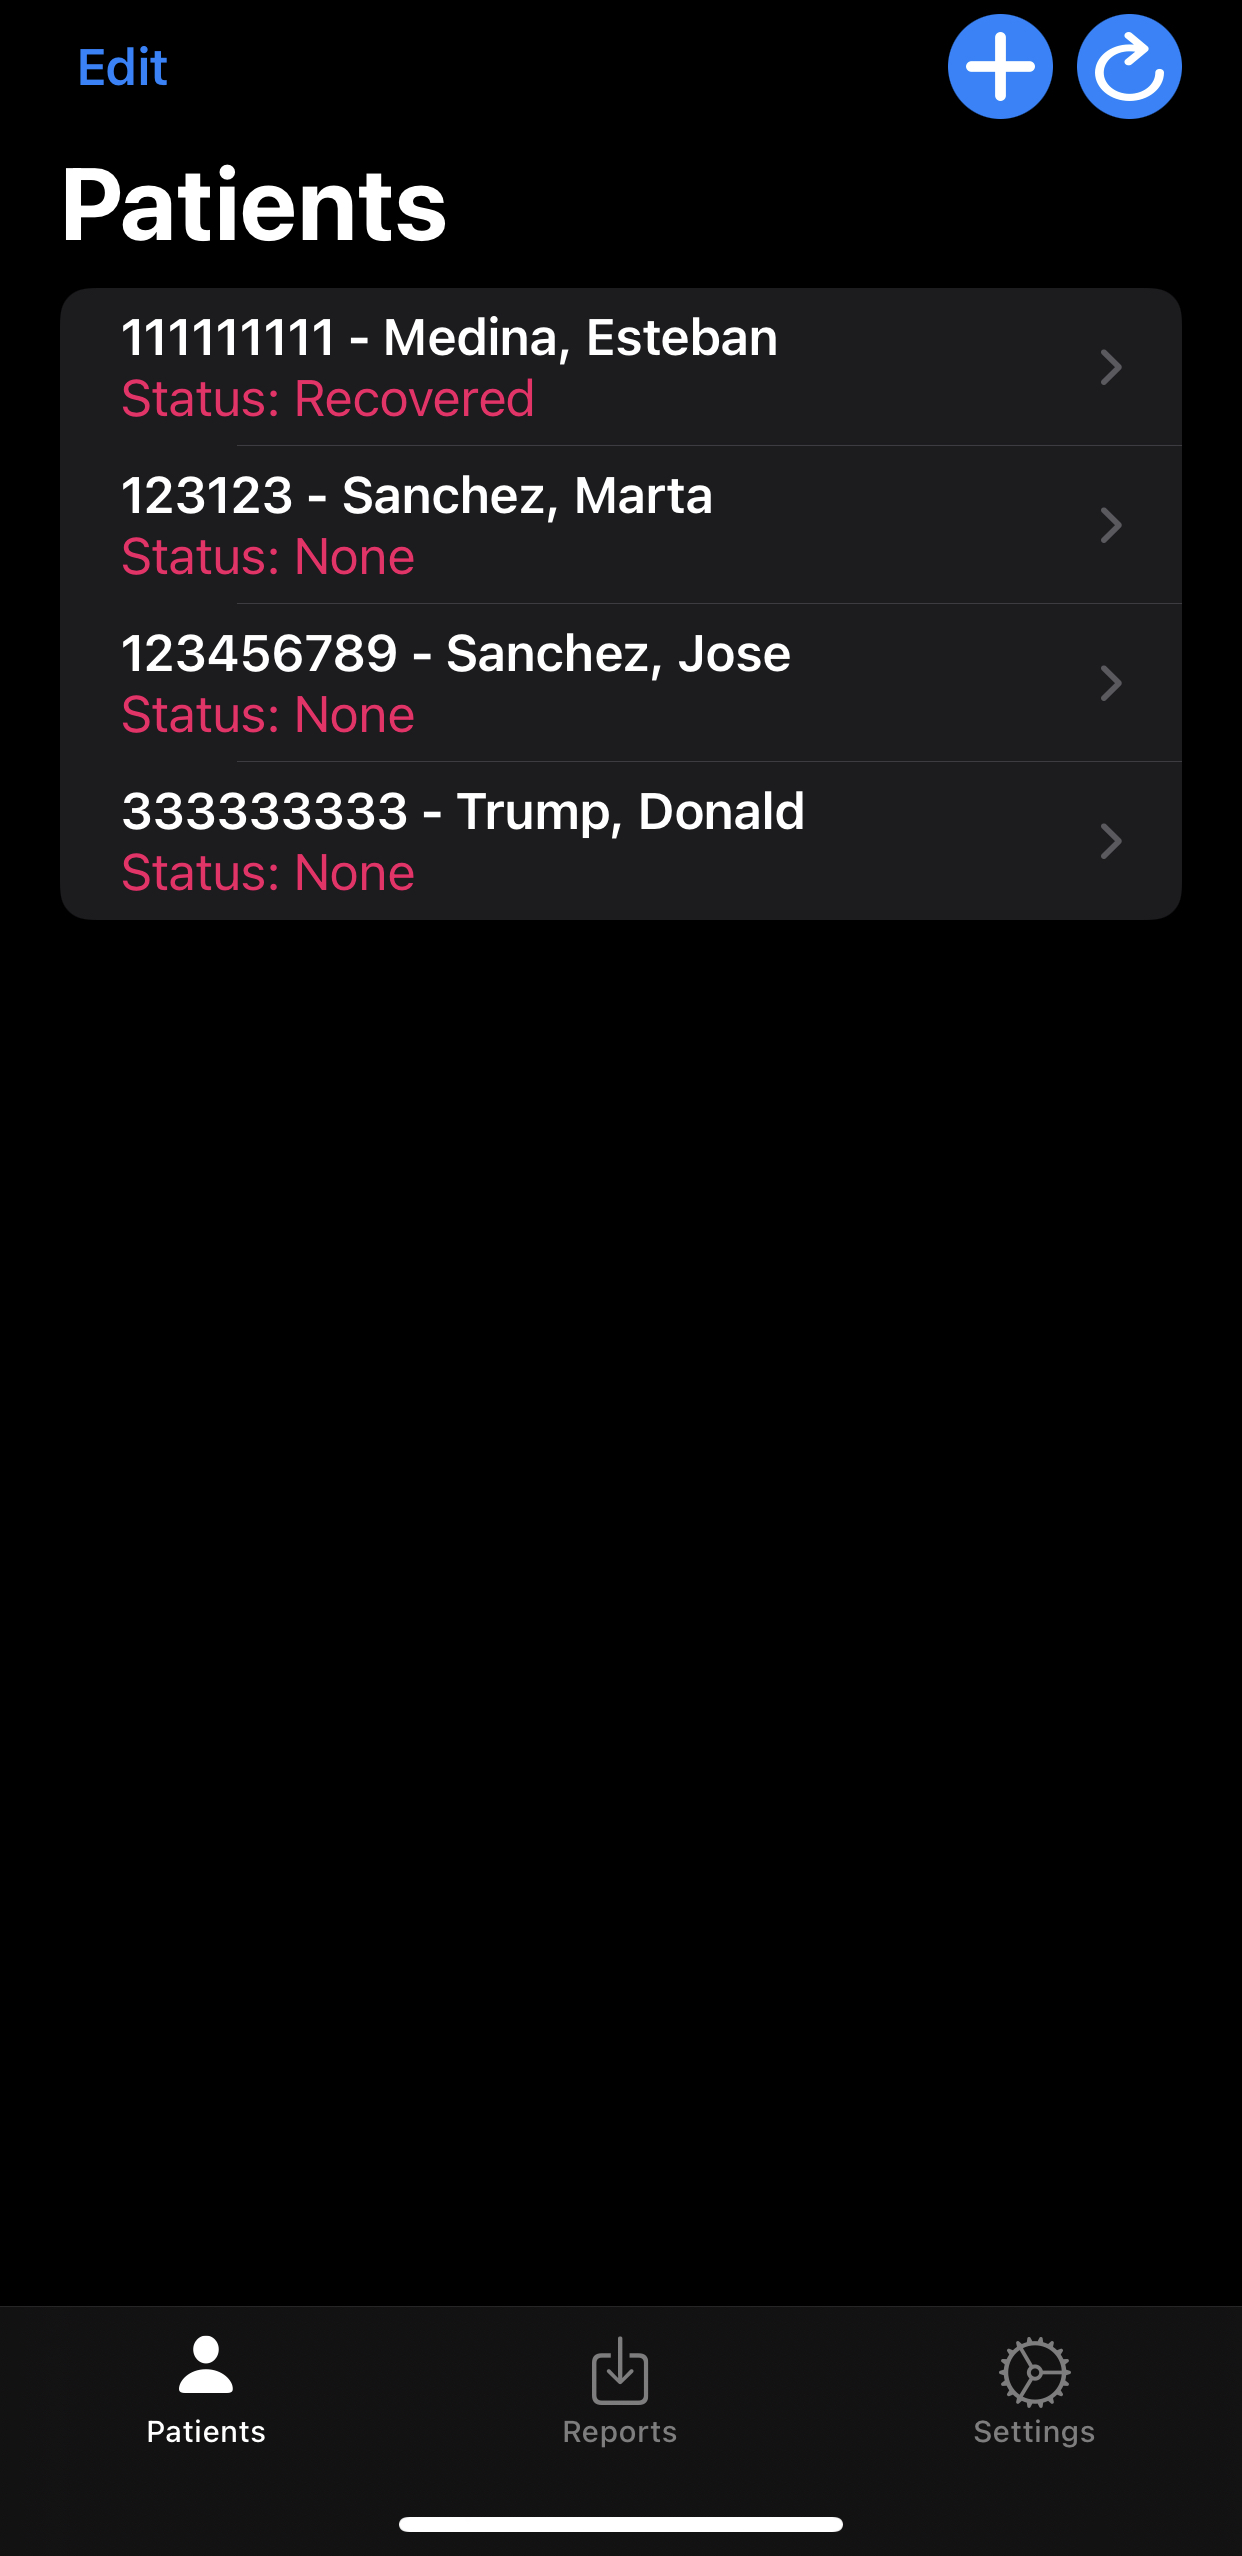 Edit
Patients
111111111 - Medina, Esteban
Status: Recovered
123123 - Sanchez, Marta
Status: None
123456789 - Sanchez, Jose
Status: None
333333333 - Trump, Donald
Status: None
Patients
Reports
Settings